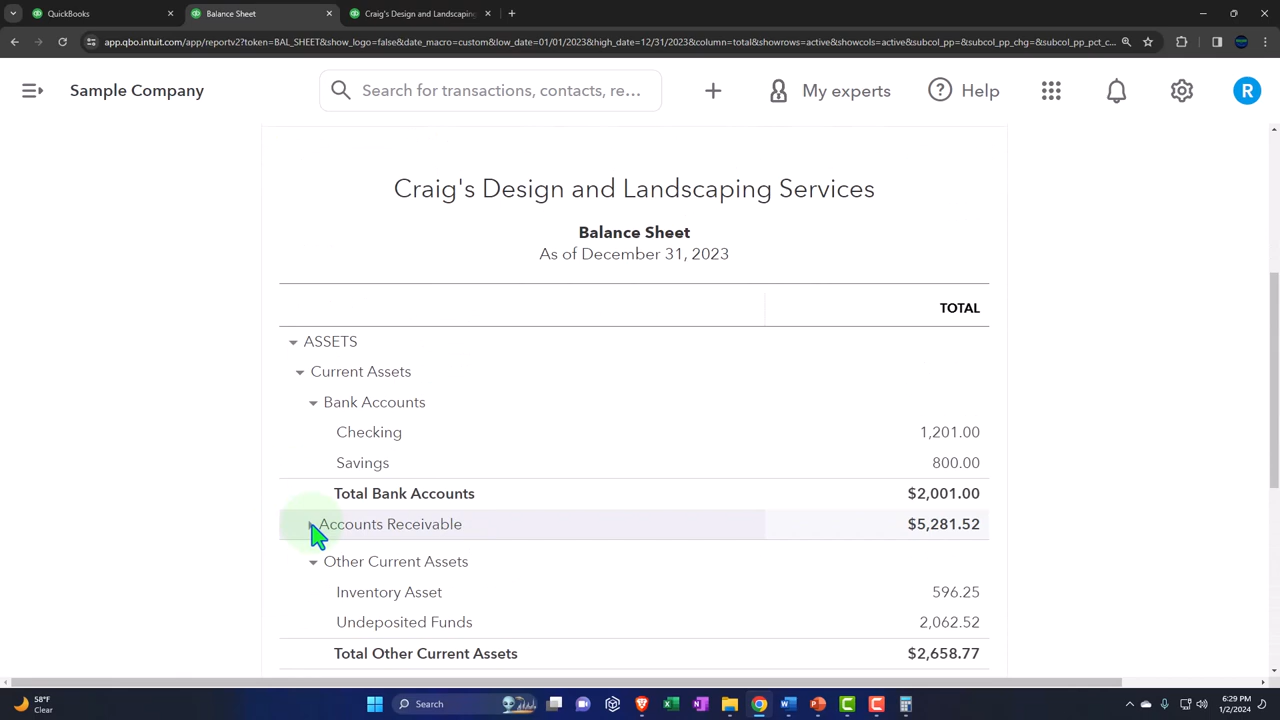 QuickBooks
Balance Sheet
Craig's Design and Landscaping
app.qbo.intuit.com/app/reportv2?token=BAL_SHEET&show_logo=false&date_macro=custom&low_date=01/01/2023&high_date=12/31/2023&column=total&showrows=active&showcols=active&subcol_pp=&subcol_pp_chg=&subcol_pp_pct_c...
Sample Company
Search for transactions, contacts, re...
My experts
Help
R
Craig's Design and Landscaping Services
Balance Sheet
As of December 31, 2023
TOTAL
ASSETS
Current Assets
Bank Accounts
Checking 1,201.00
Savings 800.00
Total Bank Accounts $2,001.00
Accounts Receivable $5,281.52
Other Current Assets
Inventory Asset 596.25
Undeposited Funds 2,062.52
Total Other Current Assets $2,658.77
58°F
Clear
Search
6:29 PM
1/2/2024